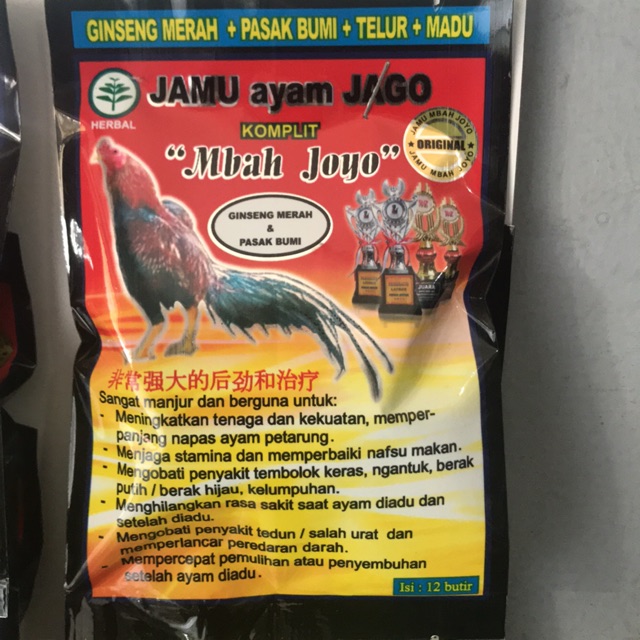 GINSENG MERAH + PASAK BUMI + TELUR + MADU
HERBAL
JAMU ayam JAGO
KOMPLIT
"Mbah Joyo"
JAMU MBAH JOYO
ORIGINAL
JAMU MBAH JOYO
GINSENG MERAH
&
PASAK BUMI
非常强大的后劲和治疗
Sangat manjur dan berguna untuk:
- Meningkatkan tenaga dan kekuatan, memper-
panjang napas ayam petarung.
- Menjaga stamina dan memperbaiki nafsu makan.
- Mengobati penyakit tembolok keras, ngantuk, berak
putih / berak hijau, kelumpuhan.
- Menghilangkan rasa sakit saat ayam diadu dan
setelah diadu.
- Mengobati penyakit tedun / salah urat dan
memperlancar peredaran darah.
- Mempercepat pemulihan atau penyembuhan
setelah ayam diadu.
Isi : 12 butir